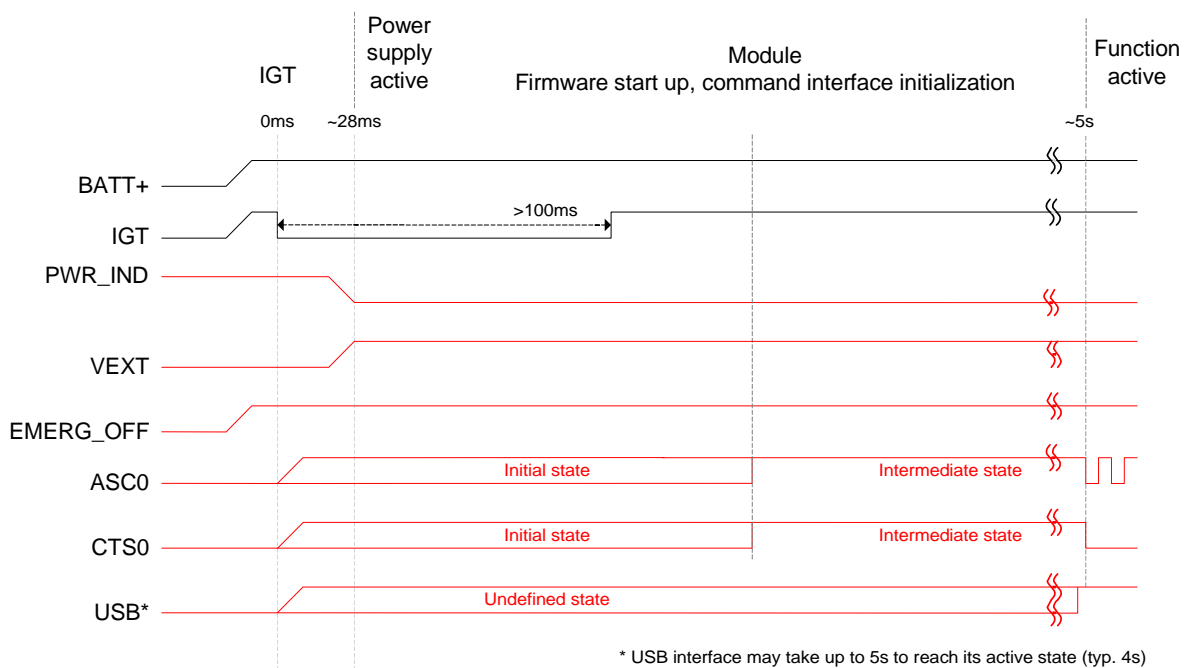 IGT
Power
supply
active
Module
Firmware start up, command interface initialization
Function
active
0ms
~28ms
~5s
BATT+
>100ms
IGT
PWR_IND
VEXT
EMERG_OFF
Initial state
Intermediate state
ASC0
Initial state
Intermediate state
CTS0
Undefined state
USB*
* USB interface may take up to 5s to reach its active state (typ. 4s)